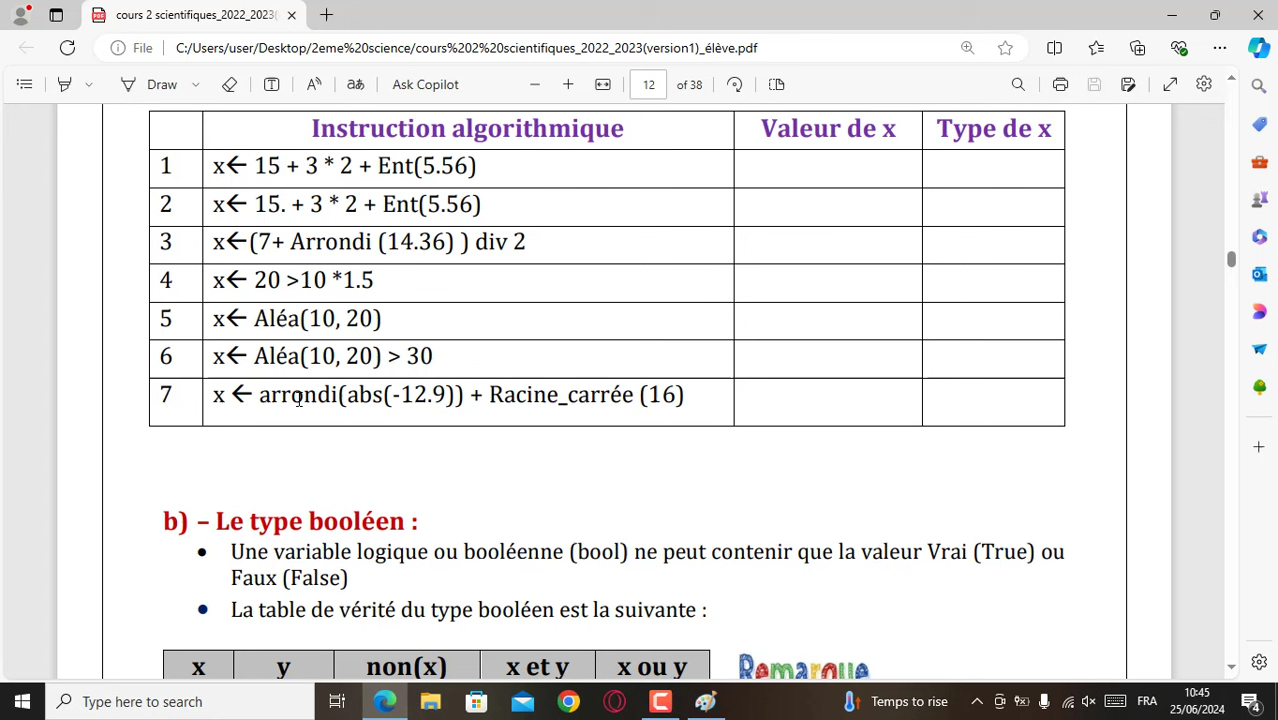 cours 2 scientifiques_2022_2023(
File
C:/Users/user/Desktop/2eme%20science/cours%202%20scientifiques_2022_2023(version1)_élève.pdf
Draw
Ask Copilot
12 of 38
Instruction algorithmique Valeur de x Type de x
1 x← 15 + 3 * 2 + Ent(5.56)
2 x← 15. + 3 * 2 + Ent(5.56)
3 x←(7+ Arrondi (14.36) ) div 2
4 x← 20 >10 *1.5
5 x← Aléa(10, 20)
6 x← Aléa(10, 20) > 30
7 x ← arrondi(abs(-12.9)) + Racine_carrée (16)
b) – Le type booléen :
• Une variable logique ou booléenne (bool) ne peut contenir que la valeur Vrai (True) ou
Faux (False)
• La table de vérité du type booléen est la suivante :
x y non(x) x et y x ou y
Remarque
Type here to search
Temps to rise
FRA
10:45
25/06/2024
4